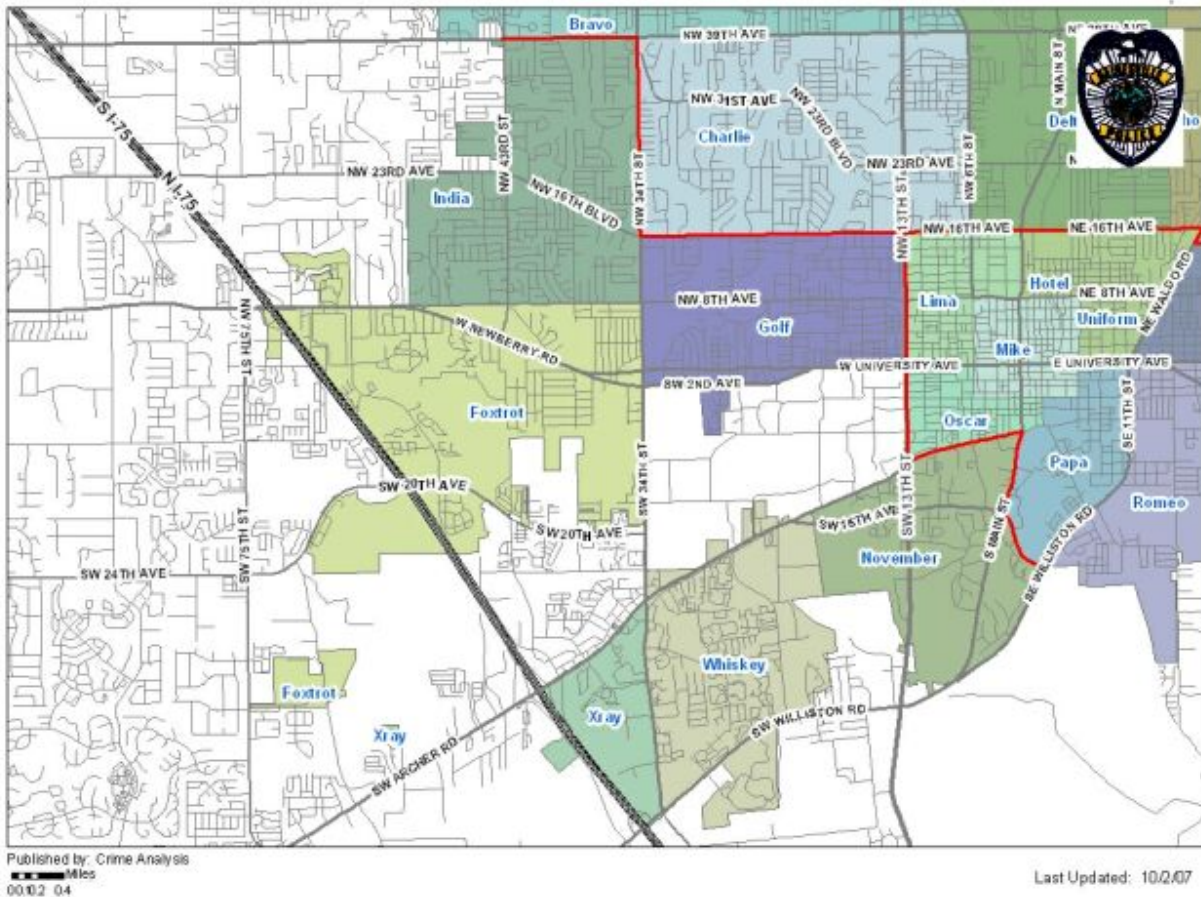 Bravo
NW 39TH AVE
N MAIN ST
POLICE
NW 31ST AVE
NW 23RD BLVD
Charlie
NW 43RD ST
NW 34TH ST
NW 23RD AVE
NW 23RD AVE
NW 6TH ST
S I-75
N I-75
India
NW 16TH BLVD
NW 13TH ST
NW 16TH AVE
NE 16TH AVE
NE WALDO RD
Hotel
NW 8TH AVE
Lima
NE 8TH AVE
Golf
Uniform
NW 75TH ST
W NEWBERRY RD
Mike
W UNIVERSITY AVE
E UNIVERSITY AVE
SW 2ND AVE
SE 11TH ST
Foxtrot
Oscar
Papa
SW 34TH ST
SW 13TH ST
SW 20TH AVE
SW 20TH AVE
SW 16TH AVE
S MAIN ST
SE WILLISTON RD
Romeo
November
SW 24TH AVE
SW 75TH ST
Whiskey
Foxtrot
Xray
Xray
SW ARCHER RD
SW WILLISTON RD
Published by: Crime Analysis
Miles
Last Updated: 10/2/07